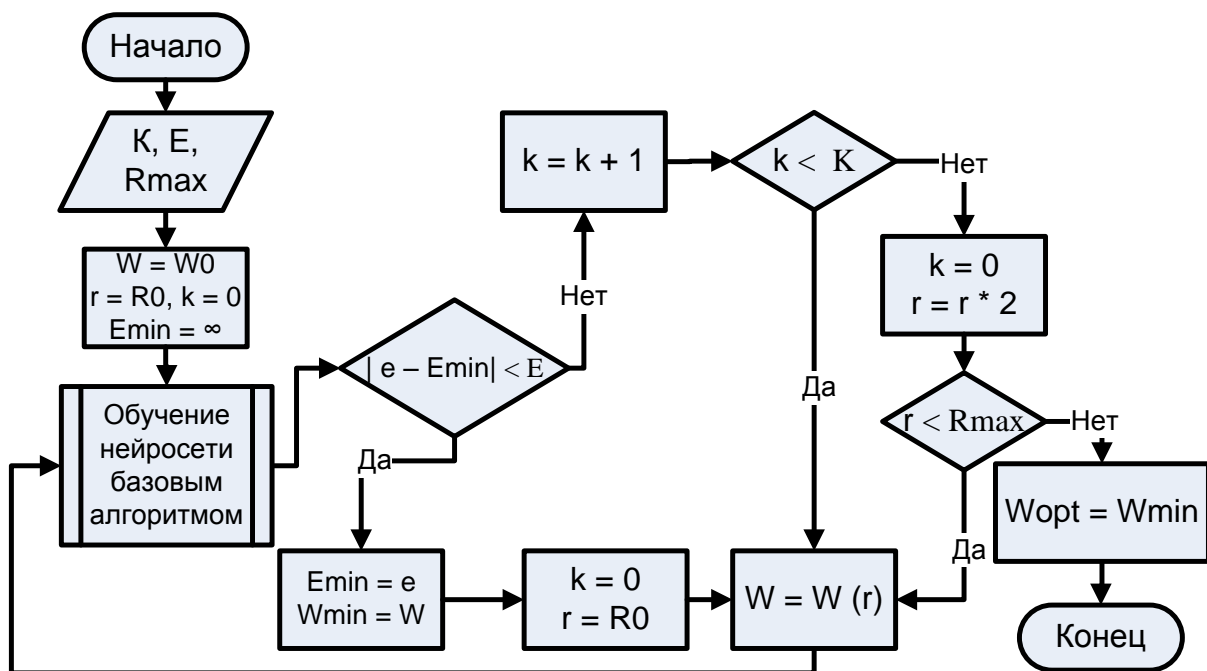 Начало
К, Е,
Rmax
W = W0
r = R0, k = 0
Emin = ∞
Обучение
нейросети
базовым
алгоритмом
| e – Emin| < E
Да
Нет
Emin = e
Wmin = W
k = 0
r = R0
k = k + 1
k < K
Да
Нет
k = 0
r = r * 2
r < Rmax
Да
Нет
W = W (r)
Wopt = Wmin
Конец